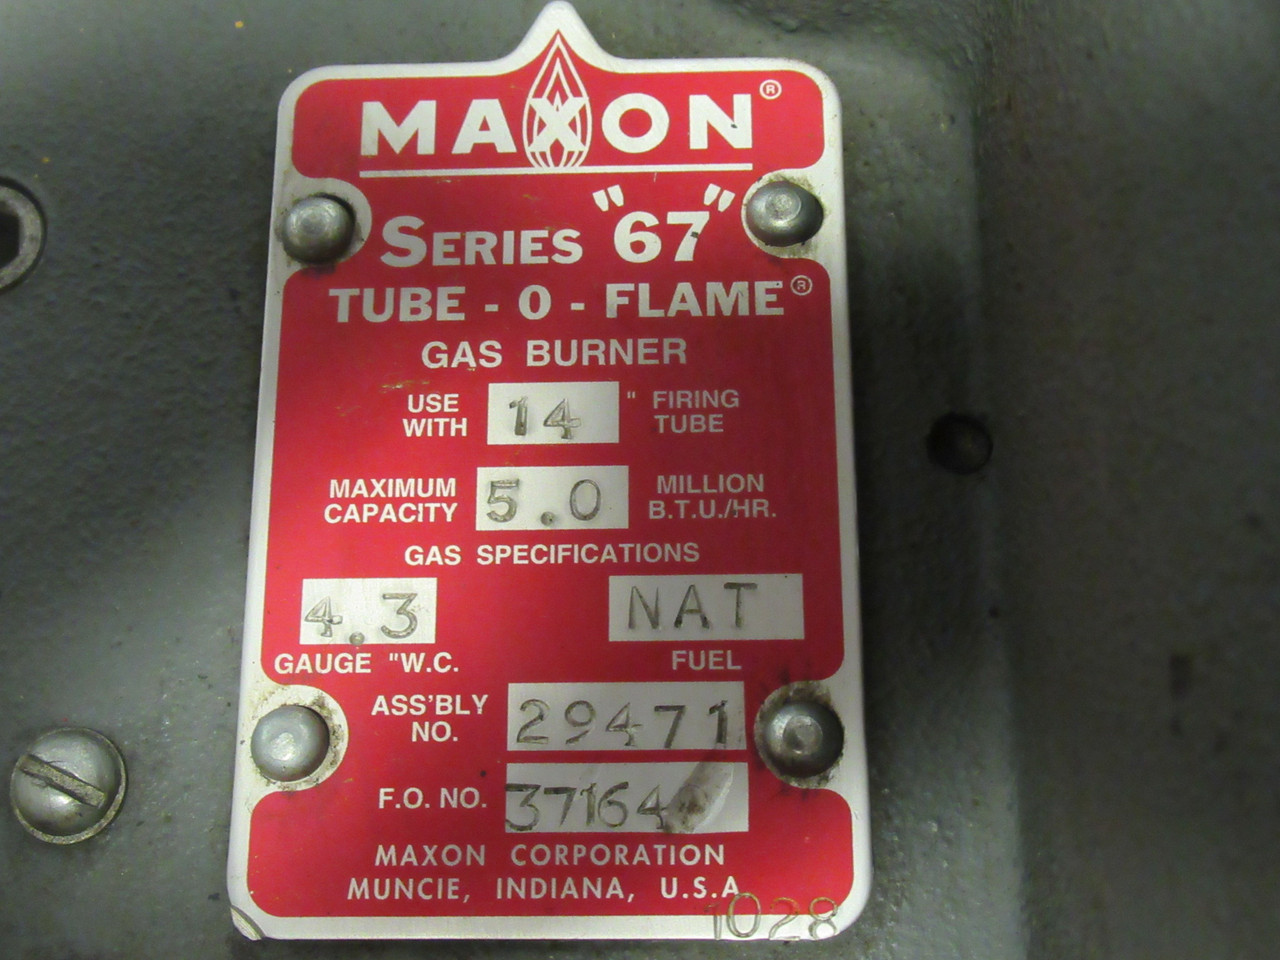 MAXON®
SERIES "67"
TUBE - O - FLAME®
GAS BURNER
USE WITH 14 " FIRING TUBE
MAXIMUM CAPACITY 5.0 MILLION B.T.U./HR.
GAS SPECIFICATIONS
4.3 NAT
GAUGE "W.C. FUEL
ASS'BLY NO. 29471
F.O. NO. 37164
MAXON CORPORATION
MUNCIE, INDIANA, U.S.A
1028